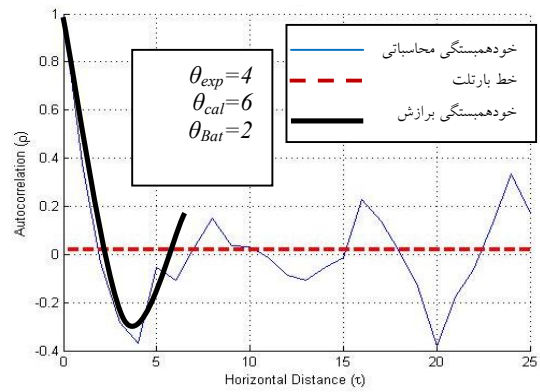 خودهمبستگی محاسباتی
خط بارتلت
خودهمبستگی برازش
θexp=4
θcal=6
θBat=2
Autocorrelation (ρ)
1
0.8
0.6
0.4
0.2
0
-0.2
-0.4
0 5 10 15 20 25
Horizontal Distance (τ)